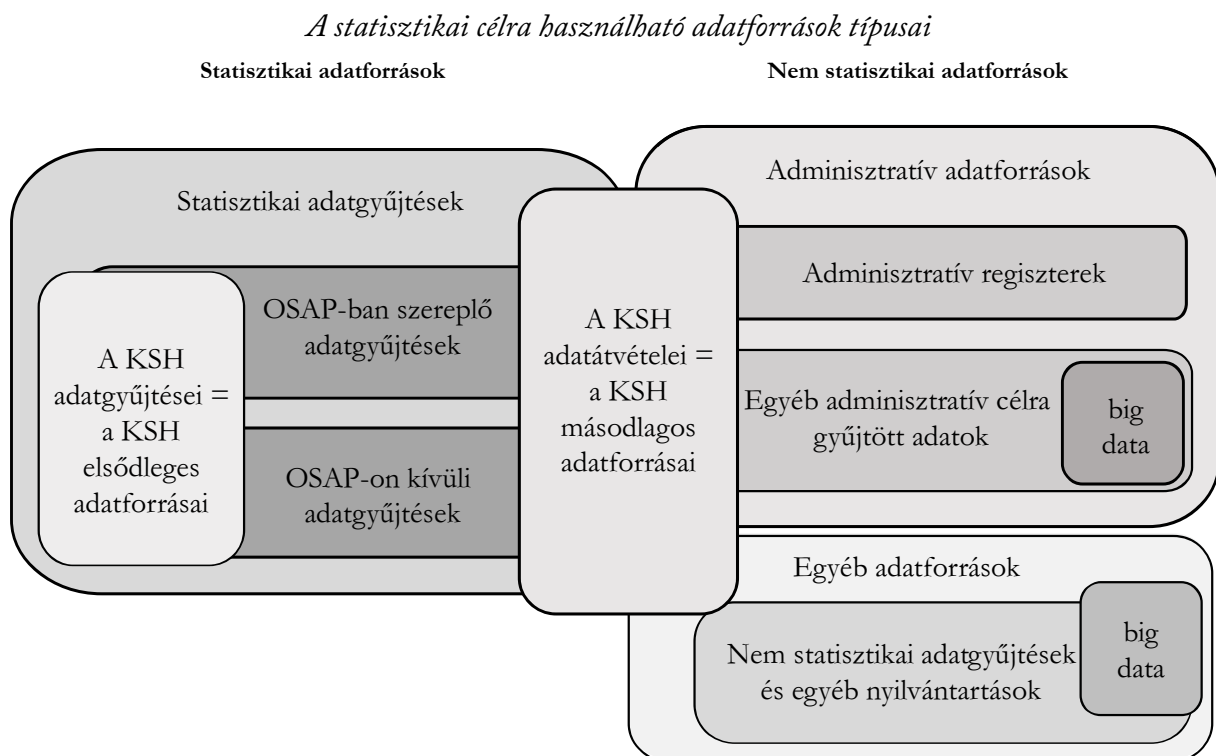 A statisztikai célra használható adatforrások típusai
Statisztikai adatforrások
Nem statisztikai adatforrások
Statisztikai adatgyűjtések
A KSH
adatgyűjtései =
a KSH
elsődleges
adatforrásai
OSAP-ban szereplő
adatgyűjtések
OSAP-on kívüli
adatgyűjtések
A KSH
adatátvételei =
a KSH
másodlagos
adatforrásai
Adminisztratív adatforrások
Adminisztratív regiszterek
Egyéb adminisztratív célra
gyűjtött adatok
big
data
Egyéb adatforrások
Nem statisztikai adatgyűjtések
és egyéb nyilvántartások
big
data